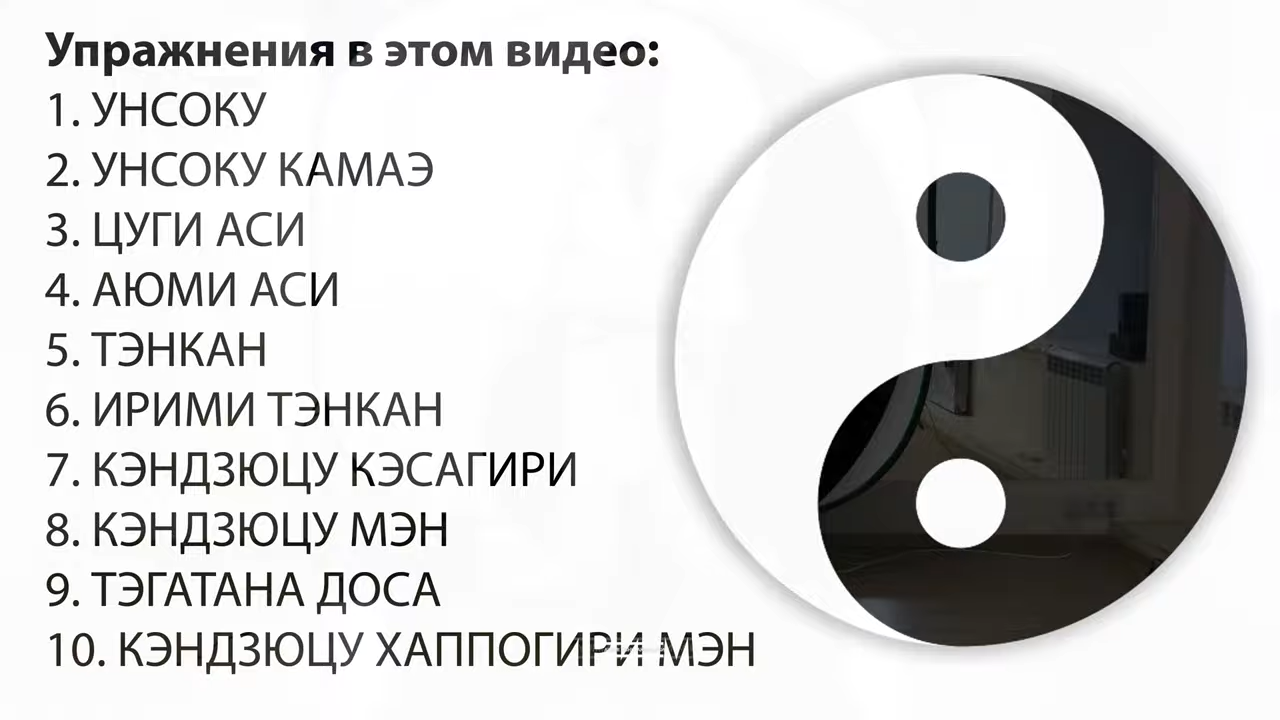 Упражнения в этом видео:
1. УНСОКУ
2. УНСОКУ КАМАЭ
3. ЦУГИ АСИ
4. АЮМИ АСИ
5. ТЭНКАН
6. ИРИМИ ТЭНКАН
7. КЭНДЗЮЦУ КЭСАГИРИ
8. КЭНДЗЮЦУ МЭН
9. ТЭГАТАНА ДОСА
10. КЭНДЗЮЦУ ХАППОГИРИ МЭН